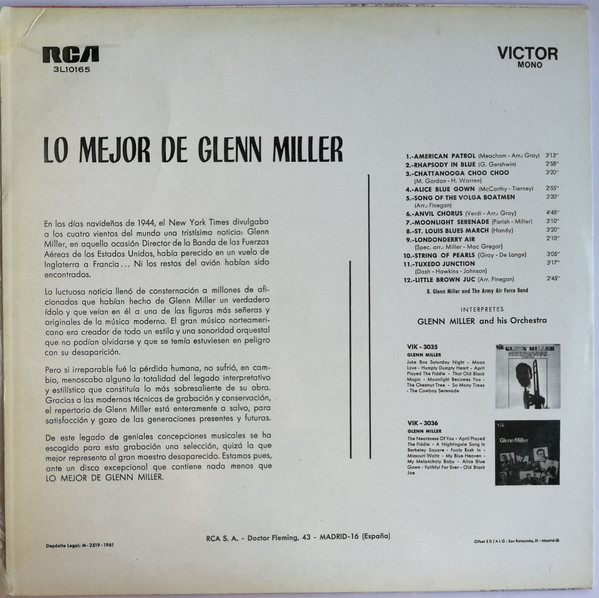 RCA
3L10165
VICTOR
MONO
LO MEJOR DE GLENN MILLER
En los días navideños de 1944, el New York Times divulgaba
a los cuatro vientos del mundo una tristísima noticia: Glenn
Miller, en aquella ocasión Director de la Banda de las Fuerzas
Aéreas de los Estados Unidos, había perecido en un vuelo de
Inglaterra a Francia... Ni los restos del avión habían sido
encontrados.
La luctuosa noticia llenó de consternación a millones de afi-
cionados que habían hecho de Glenn Miller un verdadero
ídolo y que veían en él a una de las figuras más señeras y
originales de la música moderna. El gran músico norteameri-
cano era creador de todo un estilo y una sonoridad orquestal
que no podían olvidarse y que se temía estuviesen en peligro
con su desaparición.
Pero si irreparable fué la pérdida humana, no sufrió, en cam-
bio, menoscabo alguno la totalidad del legado interpretativo
y estilístico que constituía lo más sobresaliente de su obra.
Gracias a las modernas técnicas de grabación y conservación,
el repertorio de Glenn Miller está enteramente a salvo, para
satisfacción y gozo de las generaciones presentes y futuras.
De este legado de geniales concepciones musicales se ha
escogido para esta grabación una selección, quizá lo que
mejor representa al gran maestro desaparecido. Estamos pues,
ante un disco excepcional que contiene nada menos que
LO MEJOR DE GLENN MILLER.
1.-AMERICAN PATROL (Meacham - Arr.: Gray) 3'13"
2.-RHAPSODY IN BLUE (G. Gershwin) 2'58"
3.-CHATTANOOGA CHOO CHOO 3'20"
(M. Gordon - H. Warren)
4.-ALICE BLUE GOWN (McCarthy - Tierney) 2'55"
5.-SONG OF THE VOLGA BOATMEN 3'20"
(Arr.: Finegan)
6.-ANVIL CHORUS (Verdi - Arr.: Gray) 4'48"
7.-MOONLIGHT SERENADE (Parish - Miller) 3'10"
8.-ST. LOUIS BLUES MARCH (Handy) 3'20"
9.-LONDONDERRY AIR 2'10"
(Spec. arr.: Miller - Mac Gregor)
10.-STRING OF PEARLS (Gray - De Lange) 3'05"
11.-TUXEDO JUNCTION 3'17"
(Dash - Hawkins - Johnson)
12.-LITTLE BROWN JUC (Arr. Finegan) 2'45"
8. Glenn Miller and The Army Air Force Band
INTERPRETES
GLENN MILLER and his Orchestra
VIK - 3035
GLENN MILLER
Juke Box Saturday Night - Moon
Love - Humpty Dumpty Heart - April
Played The Fiddle - That Old Black
Magic - Moonlight Becomes You -
The Chestnut Tree - So Many Times
- The Cowboy Serenade.
GLENN MILLER
VIK - 3036
GLENN MILLER
The Nearness Of You - April Played
The Fiddle - A Nightingale Sang In
Berkeley Square - Fools Rush In -
Missouri Waltz - My Blue Heaven -
My Melancholy Baby - Alice Blue
Gown - Faithful For Ever - Old Black
Joe
Glenn Miller
RCA S. A. - Doctor Fleming, 43 - MADRID-16 (España)
Depósito Legal: M - 2519 - 1961